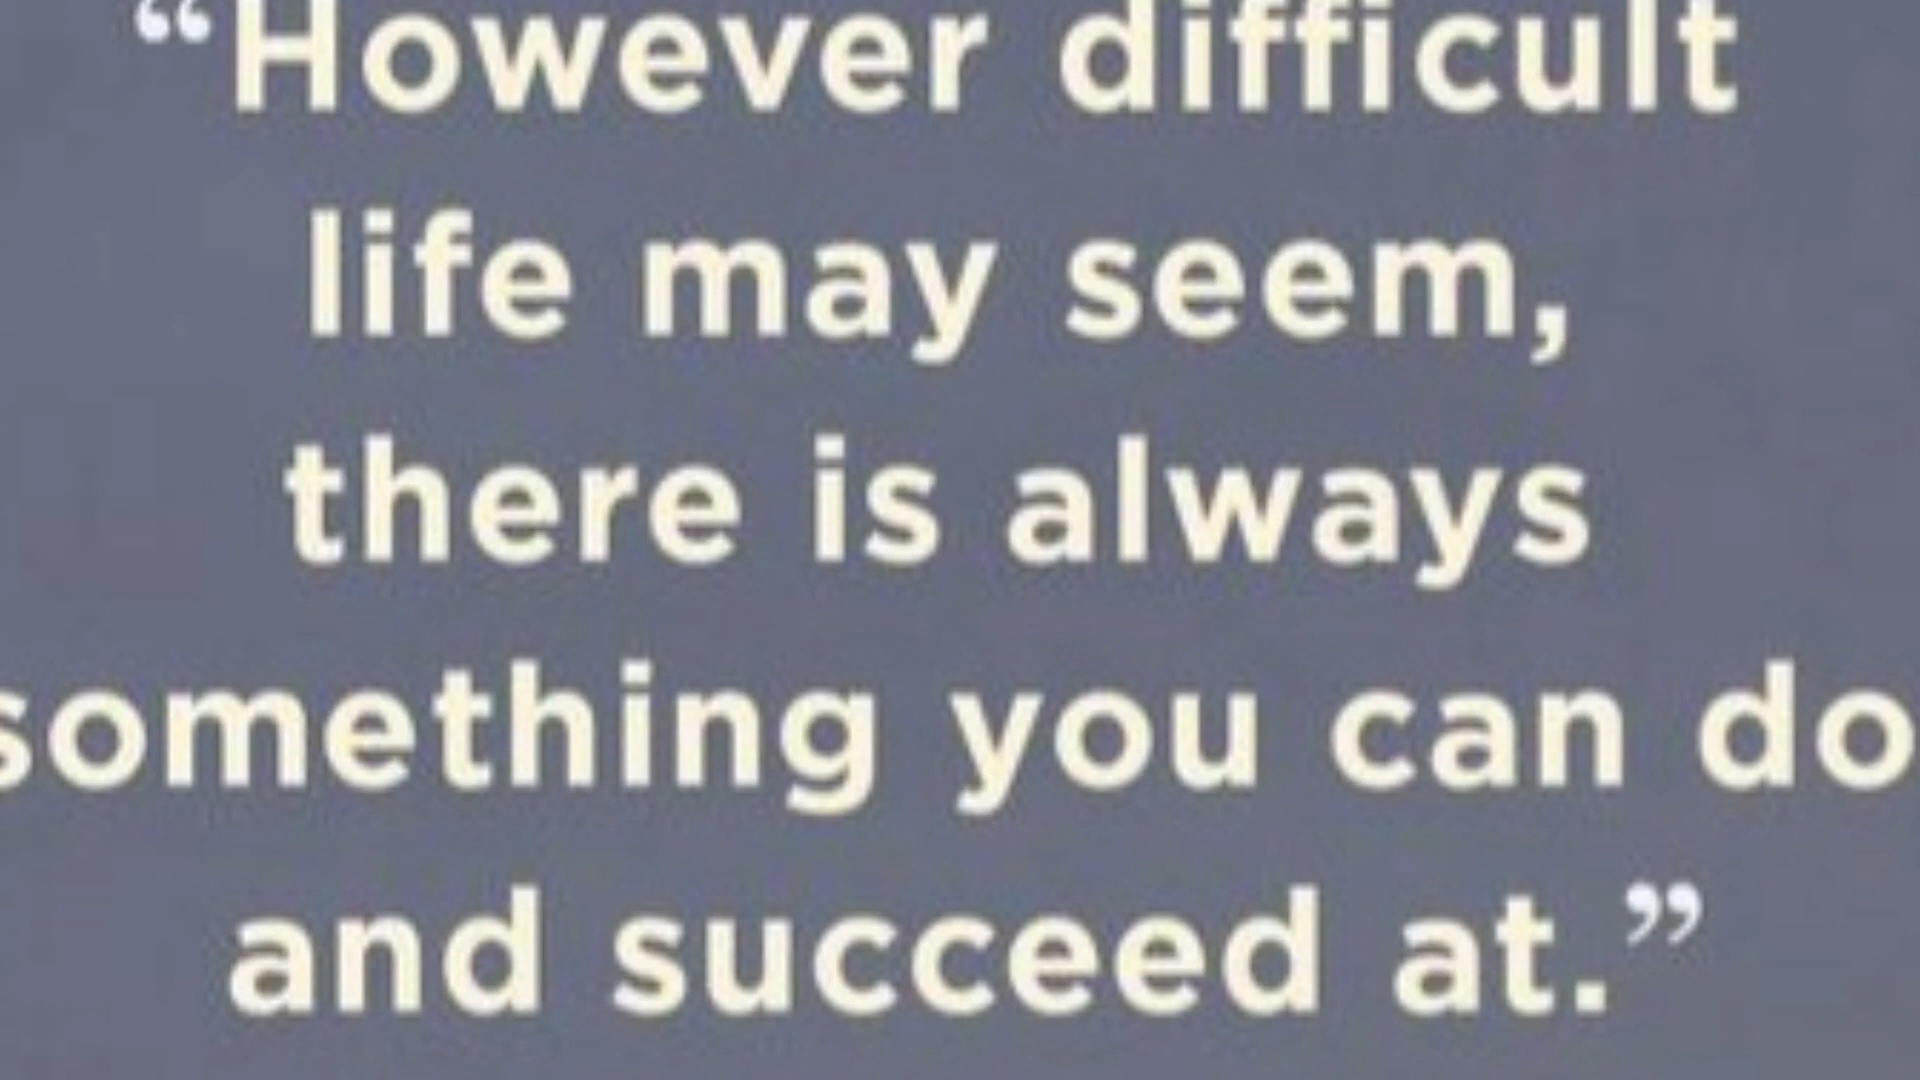 “However difficult
life may seem,
there is always
something you can do
and succeed at.”